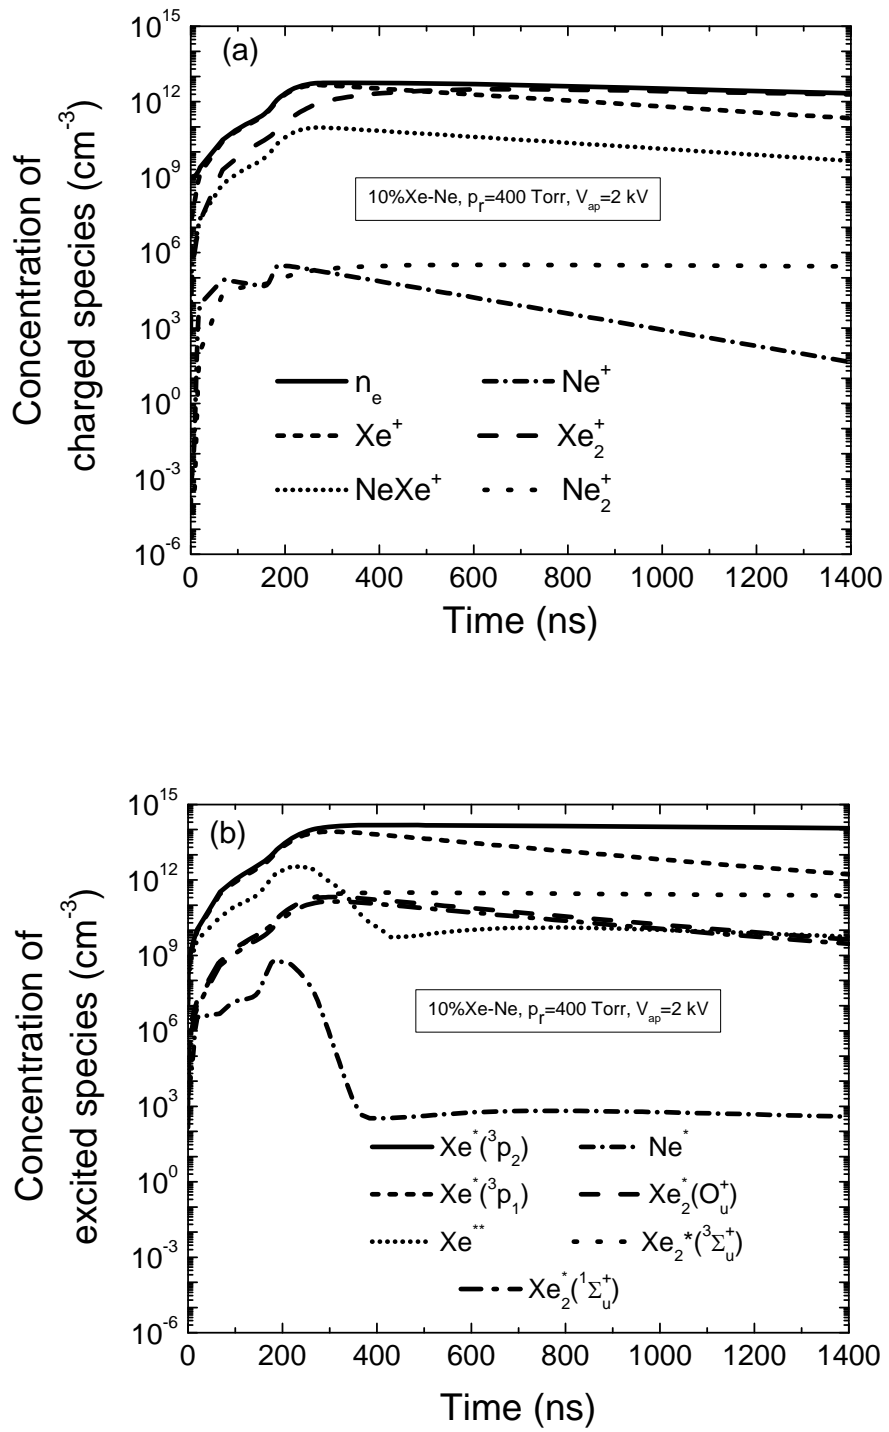 (a)
10^15
10^12
10^9
10^6
10^3
10^0
10^-3
10^-6
Concentration of
charged species (cm^-3)
10%Xe-Ne, p_r=400 Torr, V_ap=2 kV
n_e Ne^+
Xe^+ Xe_2^+
NeXe^+ Ne_2^+
0 200 400 600 800 1000 1200 1400
Time (ns)
(b)
10^15
10^12
10^9
10^6
10^3
10^0
10^-3
10^-6
Concentration of
excited species (cm^-3)
10%Xe-Ne, p_r=400 Torr, V_ap=2 kV
Xe^*(^3p_2) Ne^*
Xe^*(^3p_1) Xe_2^*(O_u^+)
Xe^** Xe_2*(^3Σ_u^+)
Xe_2^*(^1Σ_u^+)
0 200 400 600 800 1000 1200 1400
Time (ns)